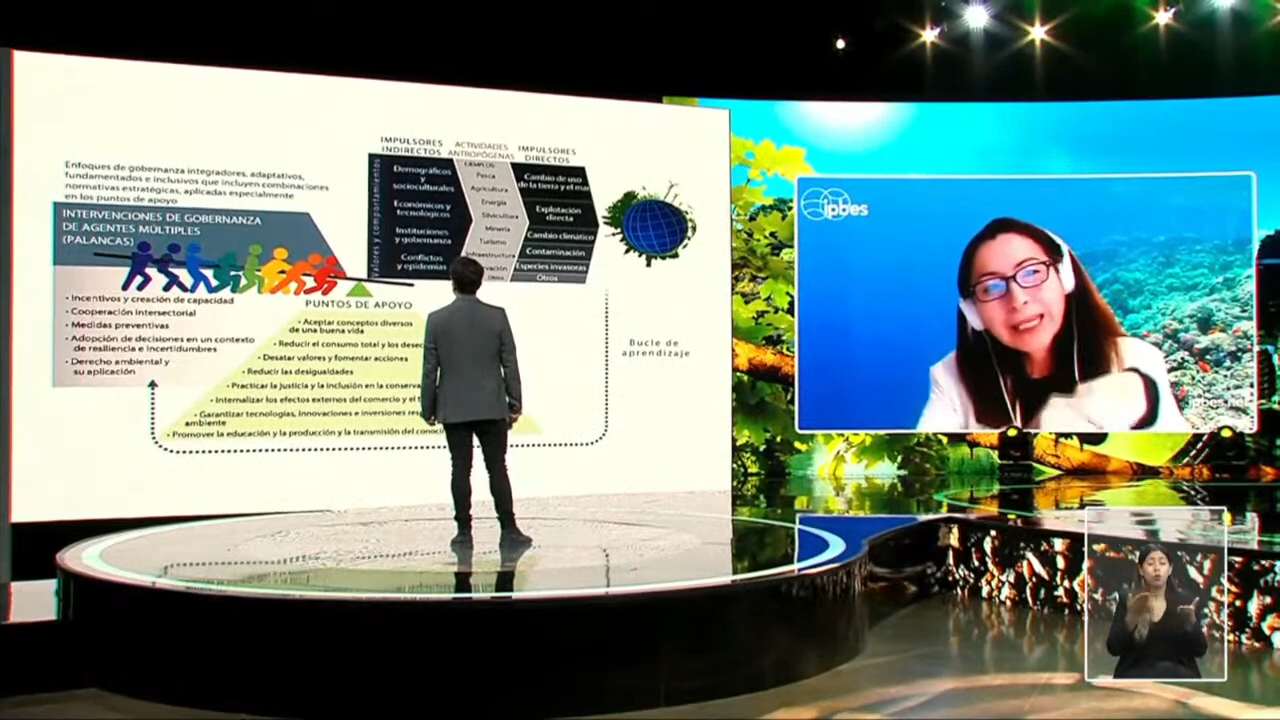 Enfoques de gobernanza integradores, adaptativos,
fundamentados e inclusivos que incluyen combinaciones
normativas estratégicas, aplicadas especialmente
en los puntos de apoyo
INTERVENCIONES DE GOBERNANZA
DE AGENTES MÚLTIPLES
(PALANCAS)
• Incentivos y creación de capacidad
• Cooperación intersectorial
• Medidas preventivas
• Adopción de decisiones en un contexto
de resiliencia e incertidumbres
• Derecho ambiental y
su aplicación
PUNTOS DE APOYO
• Aceptar conceptos diversos
de una buena vida
• Reducir el consumo total y los
• Desatar valores y fomentar acciones
• Reducir las desigualdades
• Practicar la justicia y la inclusión en la
• Internalizar los efectos externos del comercio y el
• Garantizar tecnologías, innovaciones e inversiones
ambiente
• Promover la educación y la producción y la transmisión del
IMPULSORES
INDIRECTOS
Valores y comportamientos
Demográficos
y
socioculturales
Económicos y
tecnológicos
Instituciones
y gobernanza
Conflictos
y epidemias
ACTIVIDADES
ANTROPÓGENAS
EJEMPLOS:
Pesca
Agricultura
Energía
Silvicultura
Minería
Turismo
Infraestructura
Otros
IMPULSORES
DIRECTOS
Cambio de uso
de la tierra y el mar
Explotación
directa
Cambio climático
Contaminación
Especies invasoras
Otros
Bucle de
aprendizaje
ipbes